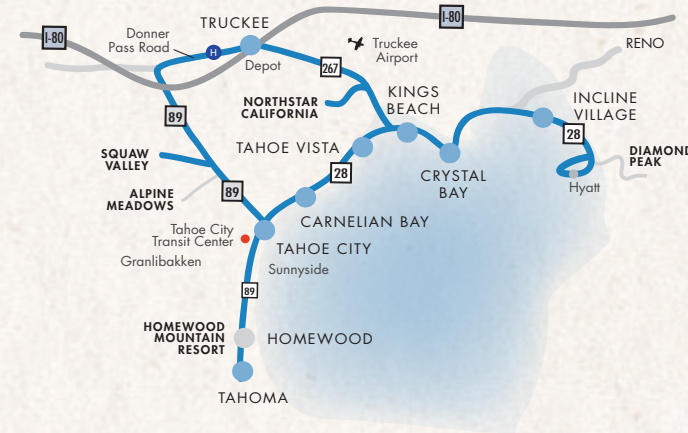 I-80
TRUCKEE
I-80
Donner
Pass Road
H
Depot
Truckee
Airport
RENO
267
NORTHSTAR
CALIFORNIA
KINGS
BEACH
INCLINE
VILLAGE
89
28
TAHOE VISTA
SQUAW
VALLEY
DIAMOND
PEAK
28
CRYSTAL
BAY
Hyatt
89
ALPINE
MEADOWS
CARNELIAN BAY
Tahoe City
Transit Center
TAHOE CITY
Granlibakken
Sunnyside
89
HOMEWOOD
MOUNTAIN
RESORT
HOMEWOOD
TAHOMA